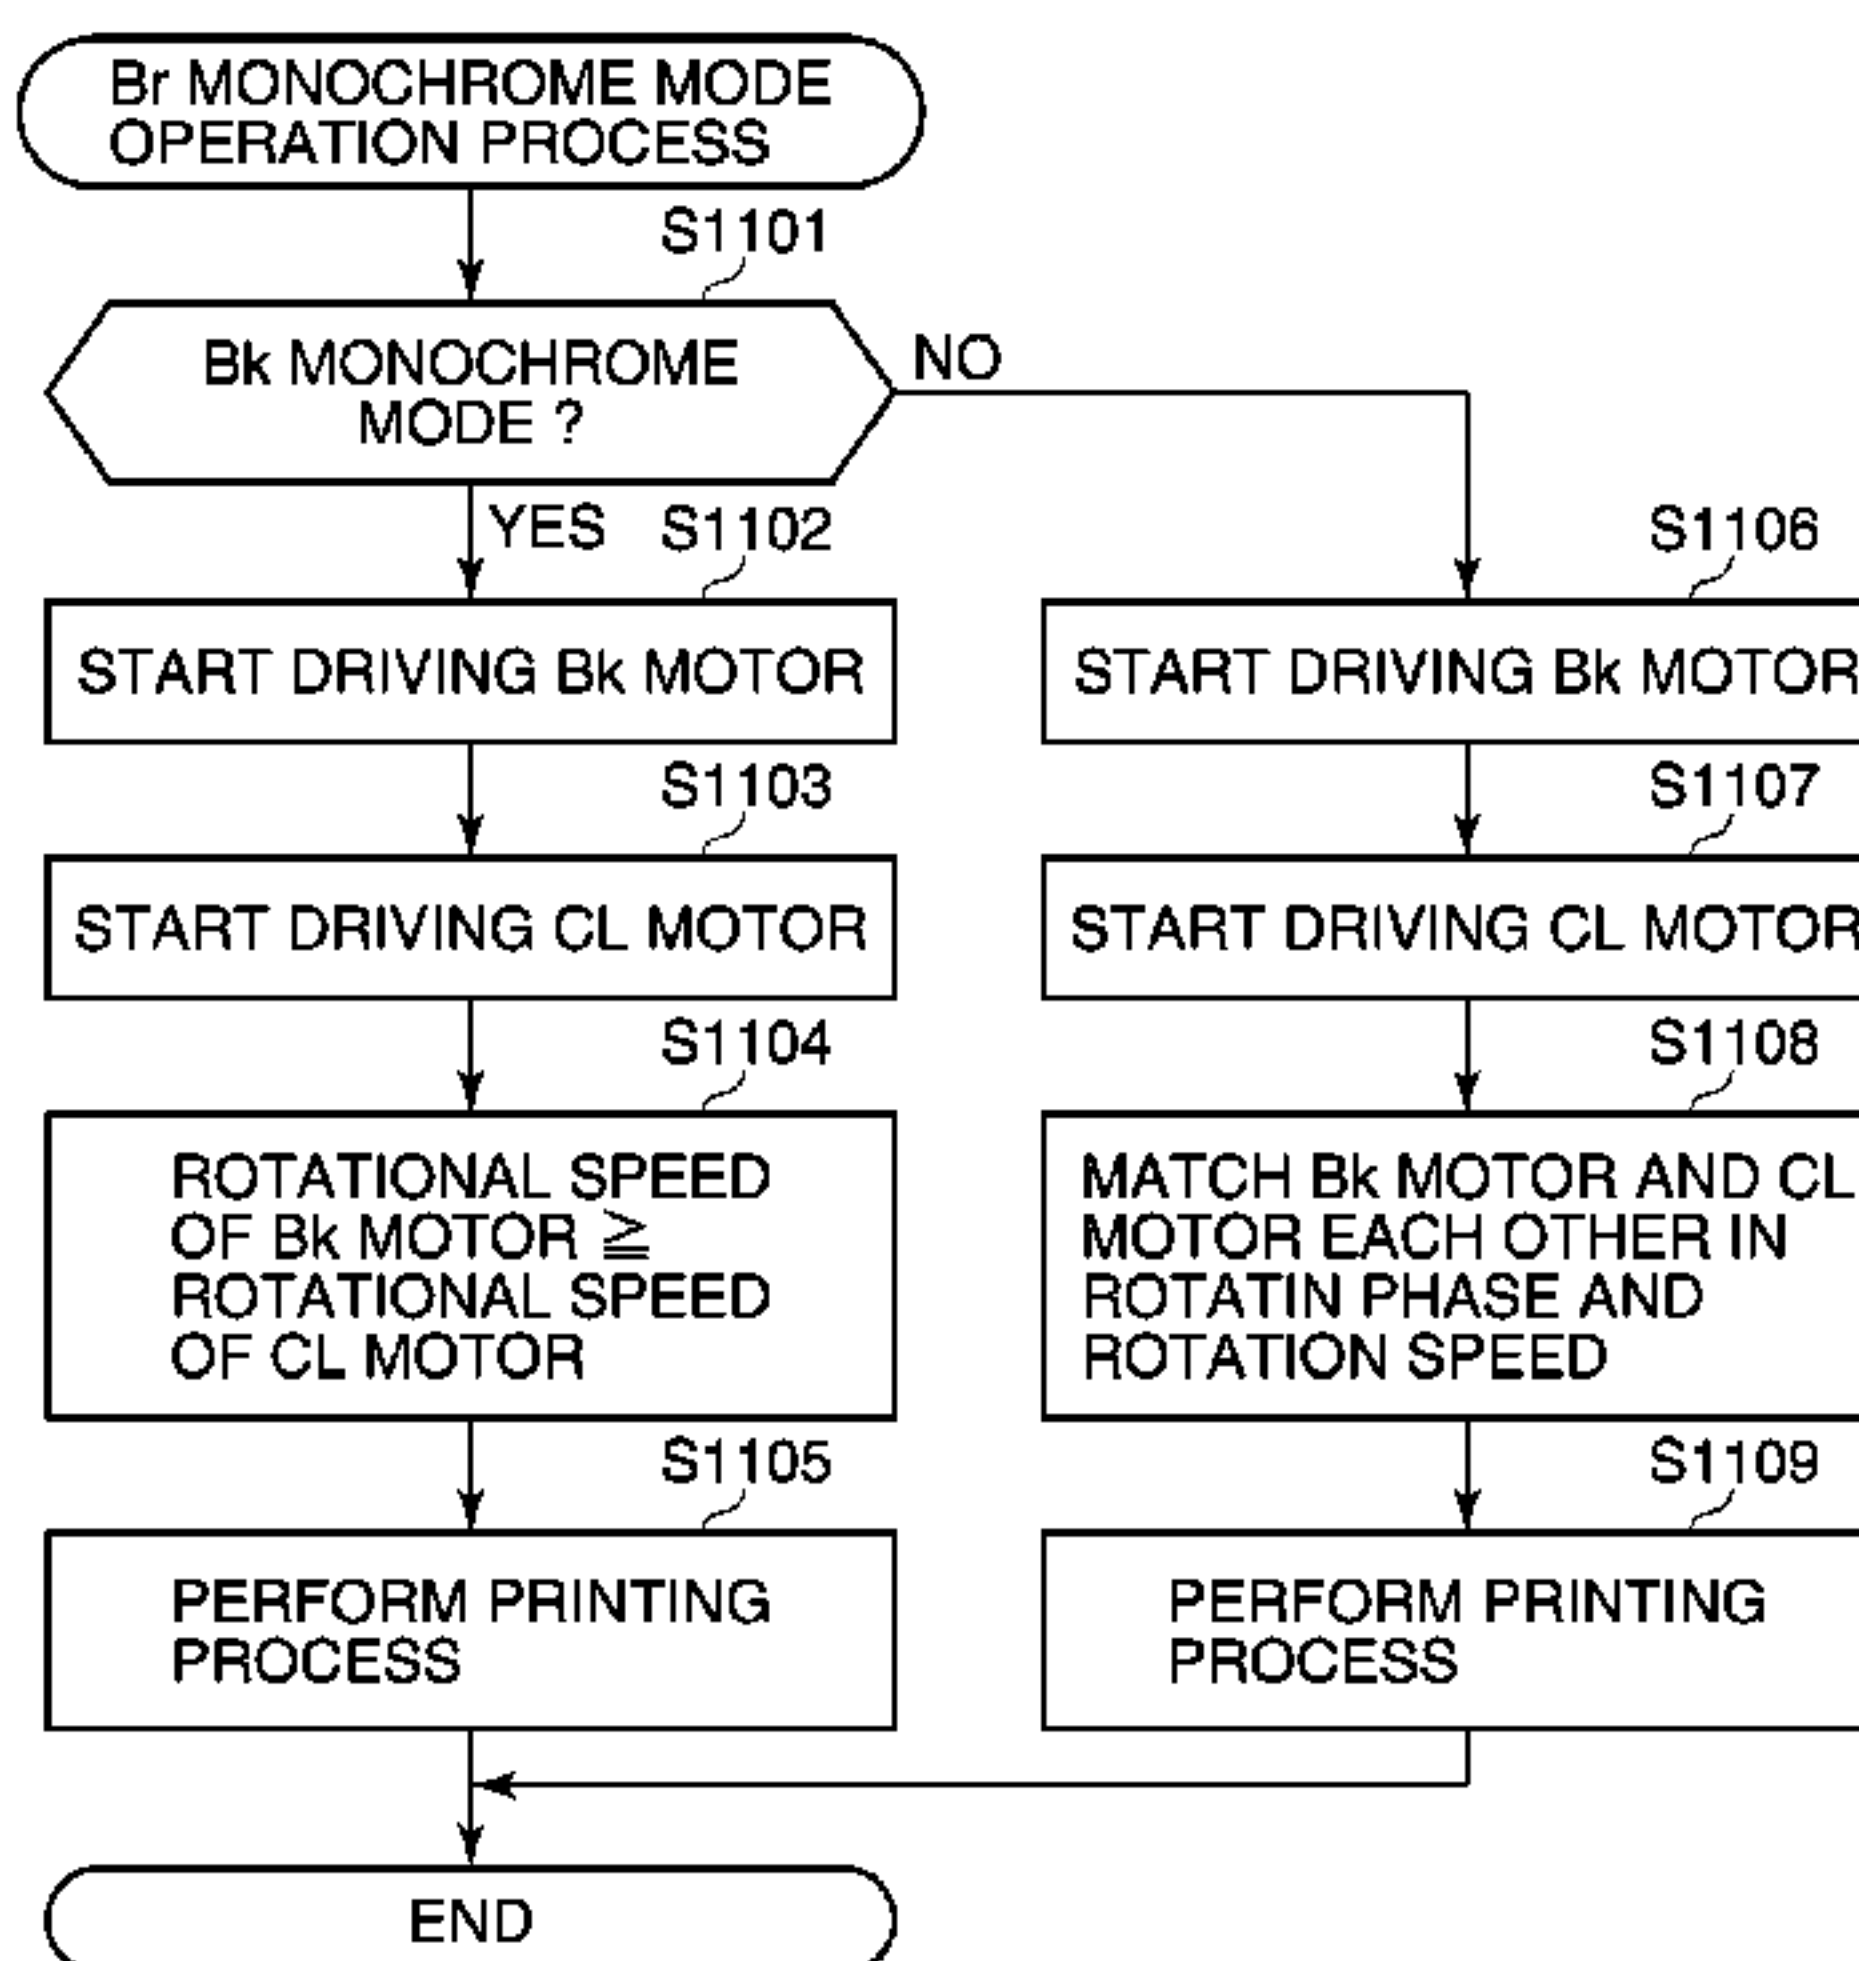 Br MONOCHROME MODE
OPERATION PROCESS
S1101
Bk MONOCHROME
MODE ?
NO
YES
S1102
START DRIVING Bk MOTOR
S1103
START DRIVING CL MOTOR
S1104
ROTATIONAL SPEED
OF Bk MOTOR ≧
ROTATIONAL SPEED
OF CL MOTOR
S1105
PERFORM PRINTING
PROCESS
S1106
START DRIVING Bk MOTOR
S1107
START DRIVING CL MOTOR
S1108
MATCH Bk MOTOR AND CL
MOTOR EACH OTHER IN
ROTATIN PHASE AND
ROTATION SPEED
S1109
PERFORM PRINTING
PROCESS
END